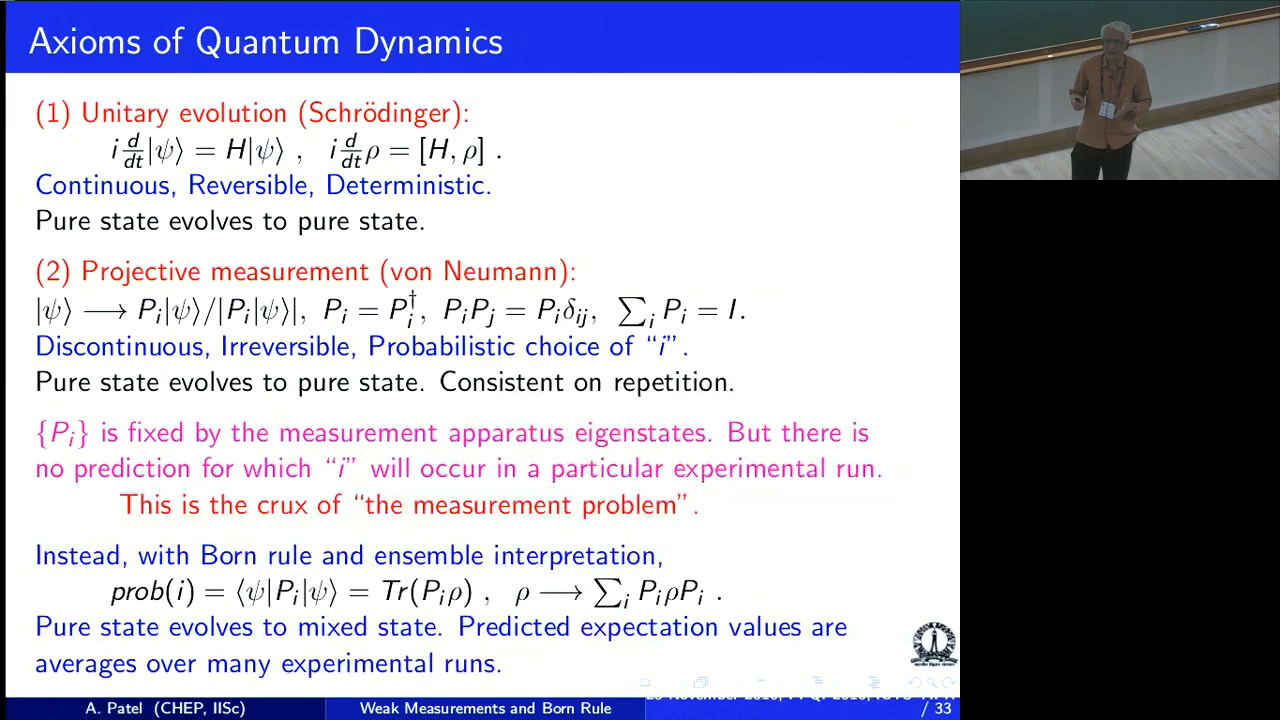 Axioms of Quantum Dynamics
(1) Unitary evolution (Schrödinger):
i d/dt |ψ⟩ = H|ψ⟩ , i d/dt ρ = [H, ρ] .
Continuous, Reversible, Deterministic.
Pure state evolves to pure state.
(2) Projective measurement (von Neumann):
|ψ⟩ ⟶ P_i|ψ⟩/|P_i|ψ⟩|, P_i = P_i^†, P_iP_j = P_iδ_ij, ∑_i P_i = I.
Discontinuous, Irreversible, Probabilistic choice of “i”.
Pure state evolves to pure state. Consistent on repetition.
{P_i} is fixed by the measurement apparatus eigenstates. But there is
no prediction for which “i” will occur in a particular experimental run.
This is the crux of “the measurement problem”.
Instead, with Born rule and ensemble interpretation,
prob(i) = ⟨ψ|P_i|ψ⟩ = Tr(P_iρ) , ρ ⟶ ∑_i P_iρP_i .
Pure state evolves to mixed state. Predicted expectation values are
averages over many experimental runs.
A. Patel (CHEP, IISc)
Weak Measurements and Born Rule
/ 33